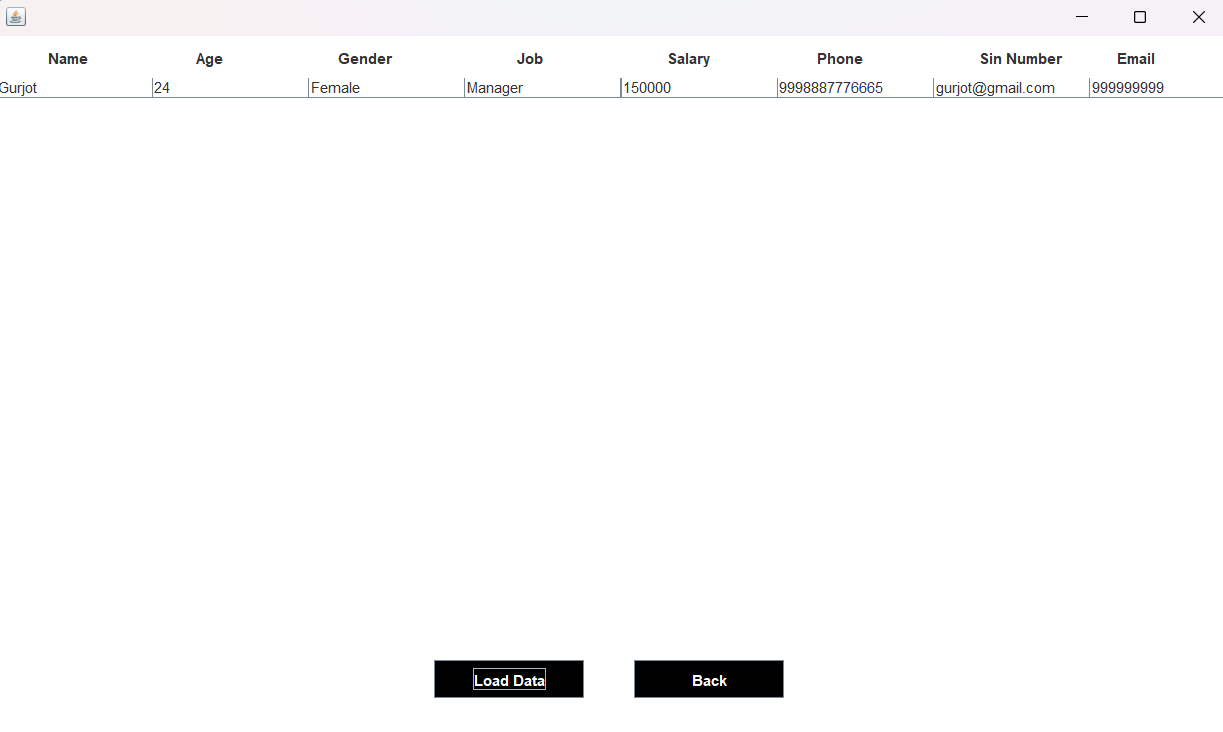 Name Age Gender Job Salary Phone Sin Number Email
Gurjot 24 Female Manager 150000 9998887776665 gurjot@gmail.com 999999999
Load Data Back